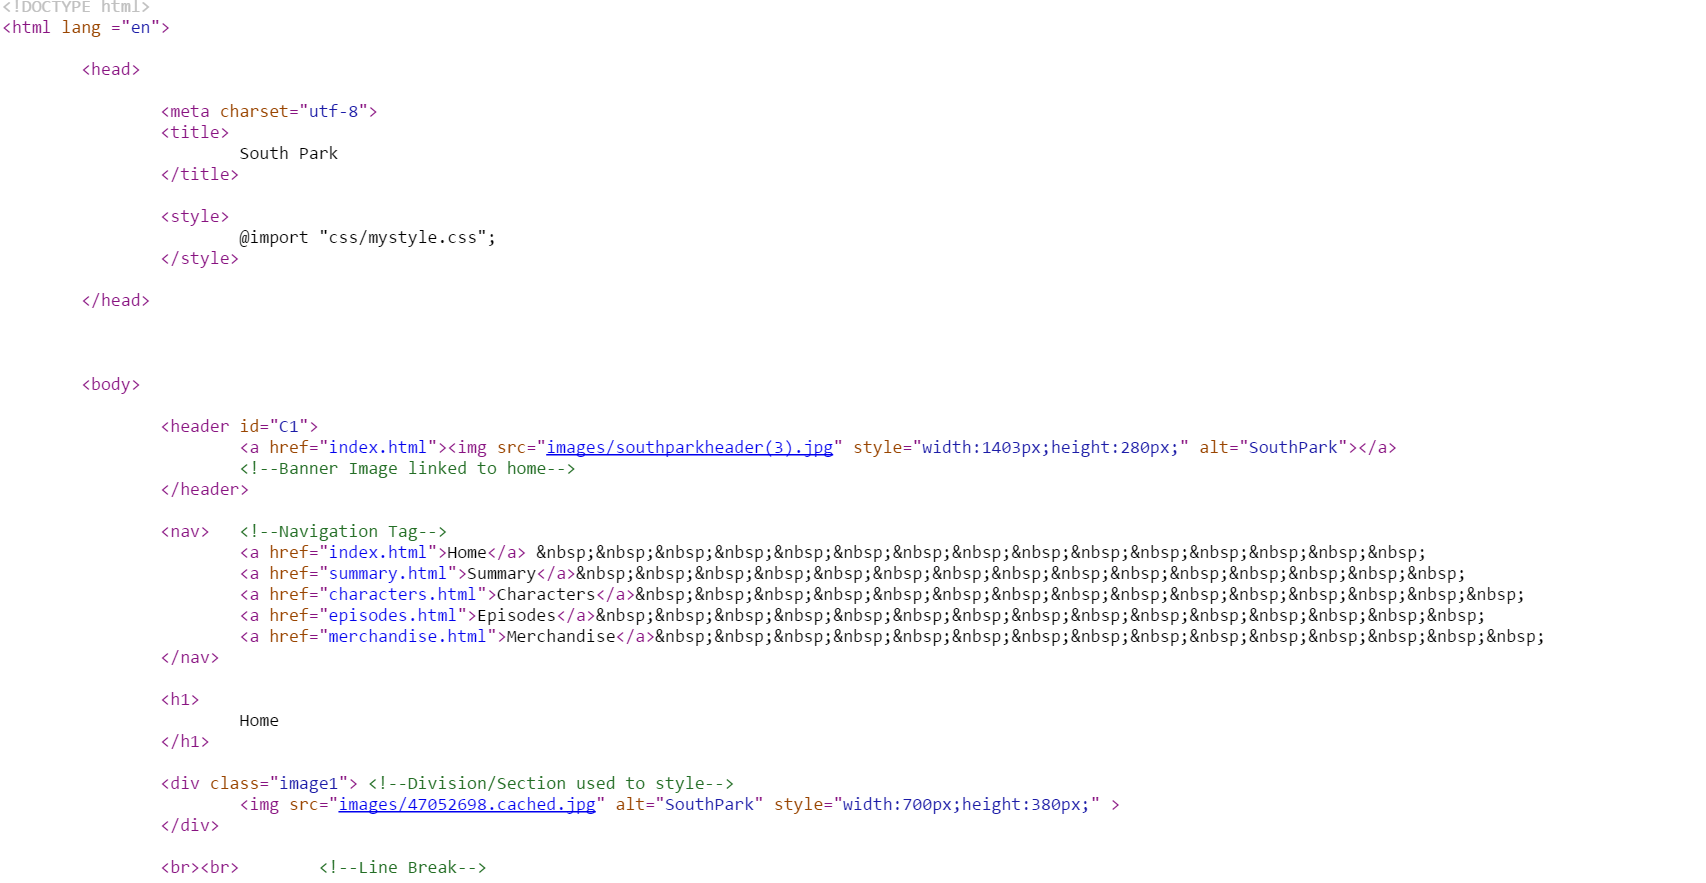 <!DOCTYPE html>
<html lang ="en">
<head>
<meta charset="utf-8">
<title>
South Park
</title>
<style>
@import "css/mystyle.css";
</style>
</head>
<body>
<header id="C1">
<a href="index.html"><img src="images/southparkheader(3).jpg" style="width:1403px;height:280px;" alt="SouthPark"></a>
<!--Banner Image linked to home-->
</header>
<nav> <!--Navigation Tag-->
<a href="index.html">Home</a> &nbsp;&nbsp;&nbsp;&nbsp;&nbsp;&nbsp;&nbsp;&nbsp;&nbsp;&nbsp;&nbsp;&nbsp;&nbsp;&nbsp;&nbsp;
<a href="summary.html">Summary</a>&nbsp;&nbsp;&nbsp;&nbsp;&nbsp;&nbsp;&nbsp;&nbsp;&nbsp;&nbsp;&nbsp;&nbsp;&nbsp;&nbsp;&nbsp;
<a href="characters.html">Characters</a>&nbsp;&nbsp;&nbsp;&nbsp;&nbsp;&nbsp;&nbsp;&nbsp;&nbsp;&nbsp;&nbsp;&nbsp;&nbsp;&nbsp;&nbsp;
<a href="episodes.html">Episodes</a>&nbsp;&nbsp;&nbsp;&nbsp;&nbsp;&nbsp;&nbsp;&nbsp;&nbsp;&nbsp;&nbsp;&nbsp;&nbsp;&nbsp;&nbsp;
<a href="merchandise.html">Merchandise</a>&nbsp;&nbsp;&nbsp;&nbsp;&nbsp;&nbsp;&nbsp;&nbsp;&nbsp;&nbsp;&nbsp;&nbsp;&nbsp;&nbsp;&nbsp;
</nav>
<h1>
Home
</h1>
<div class="image1"> <!--Division/Section used to style-->
<img src="images/47052698.cached.jpg" alt="SouthPark" style="width:700px;height:380px;" >
</div>
<br><br> <!--Line Break-->